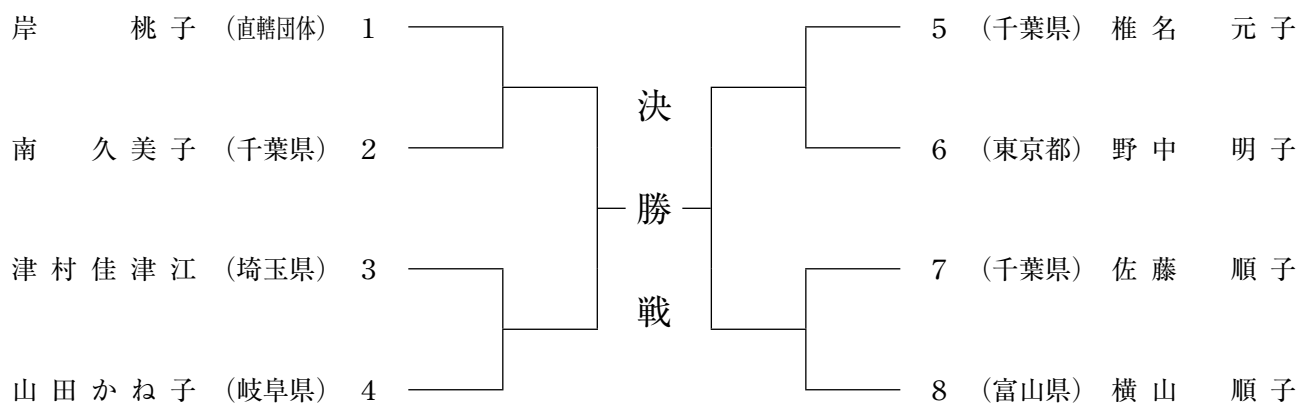 岸 桃子 (直轄団体) 1
南 久美子 (千葉県) 2
津村佳津江 (埼玉県) 3
山田かね子 (岐阜県) 4
決勝戦
5 (千葉県) 椎名 元子
6 (東京都) 野中 明子
7 (千葉県) 佐藤 順子
8 (富山県) 横山 順子